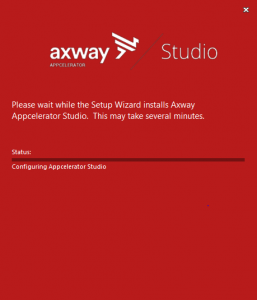 axway Studio
APPCELERATOR
Please wait while the Setup Wizard installs Axway
Appcelerator Studio. This may take several minutes.
Status:
Configuring Appcelerator Studio